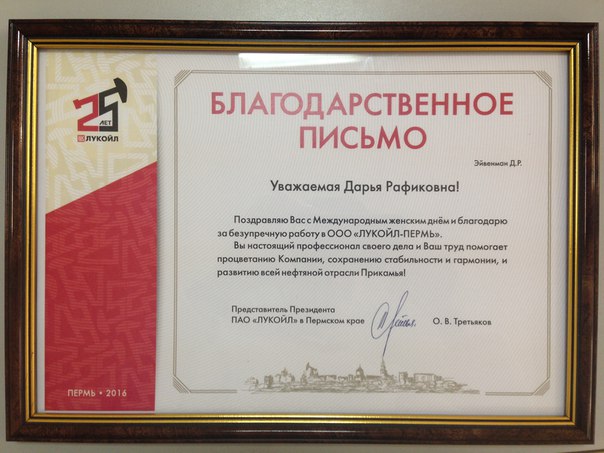 25
ЛЕТ
ЛУКОЙЛ
БЛАГОДАРСТВЕННОЕ
ПИСЬМО
Эйвенман Д.Р.
Уважаемая Дарья Рафиковна!
Поздравляю Вас с Международным женским днём и благодарю
за безупречную работу в ООО «ЛУКОЙЛ-ПЕРМЬ».
Вы настоящий профессионал своего дела и Ваш труд помогает
процветанию Компании, сохранению стабильности и гармонии, и
развитию всей нефтяной отрасли Прикамья!
Представитель Президента
ПАО «ЛУКОЙЛ» в Пермском крае
О. В. Третьяков
ПЕРМЬ • 2016